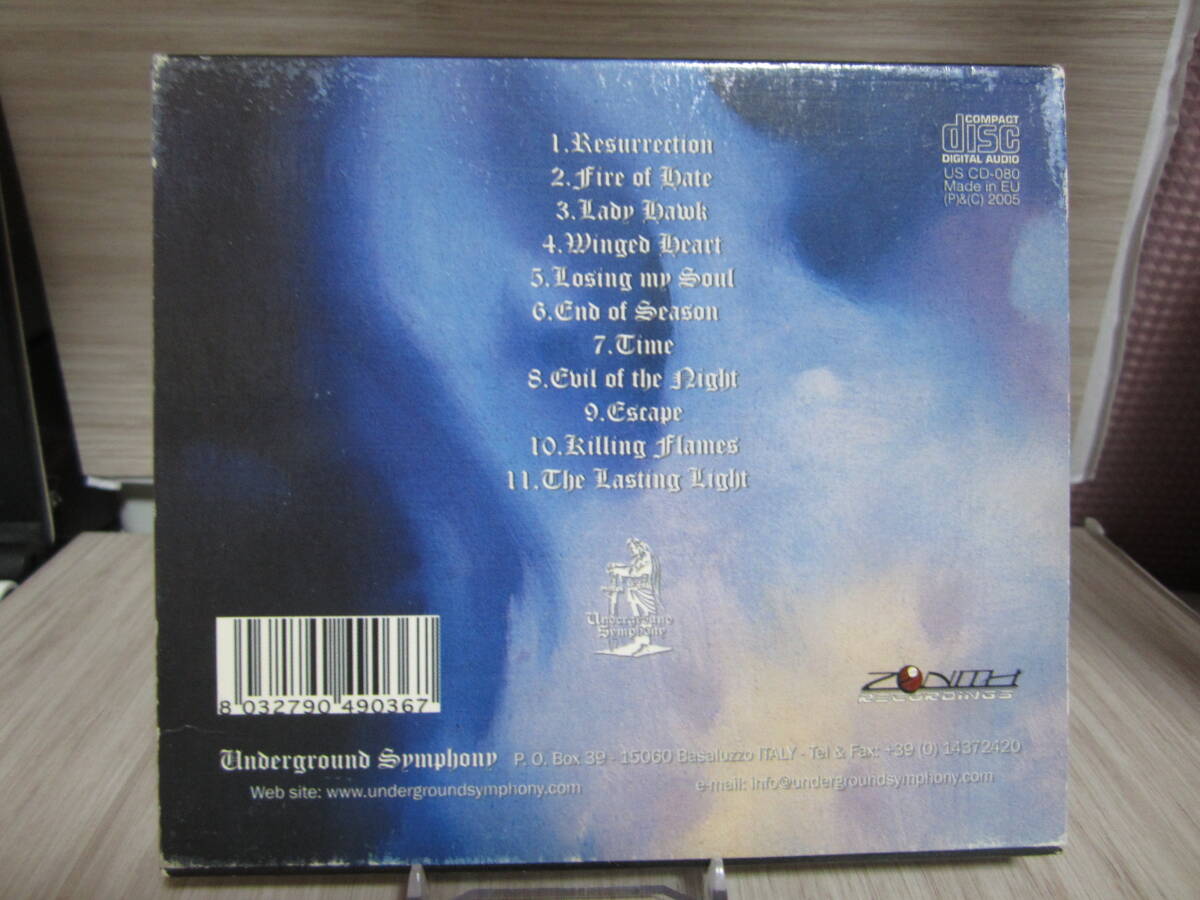 1.Resurrection
2.Fire of Hate
3.Lady Hawk
4.Winged Heart
5.Losing my Soul
6.End of Season
7.Time
8.Evil of the Night
9.Escape
10.Killing Flames
11.The Lasting Light
COMPACT
disc
DIGITAL AUDIO
US CD-080
Made in EU
(P)&(C) 2005
Underground
Symphony
8 032790 490367
ZENITH
RECORDINGS
Underground Symphony P. O. Box 39 - 15060 Basaluzzo ITALY - Tel & Fax: +39 (0) 14372420
Web site: www.undergroundsymphony.com e-mail: info@undergroundsymphony.com